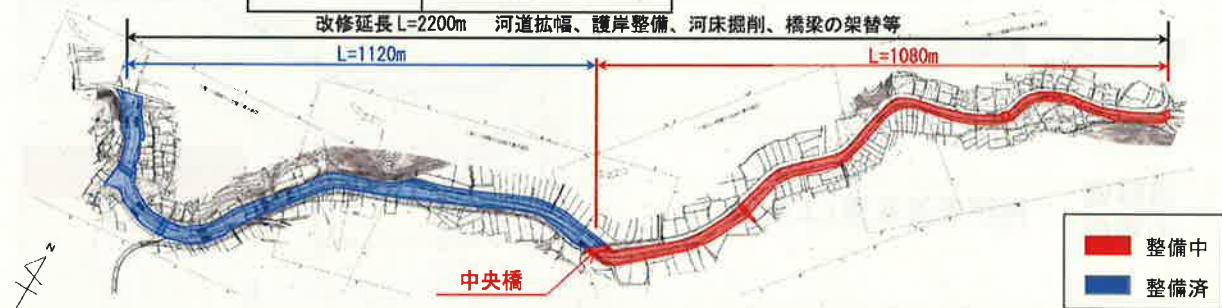 改修延長 L=2200m　河道拡幅、護岸整備、河床掘削、橋梁の架替等
L=1120m
L=1080m
中央橋
N
整備中
整備済